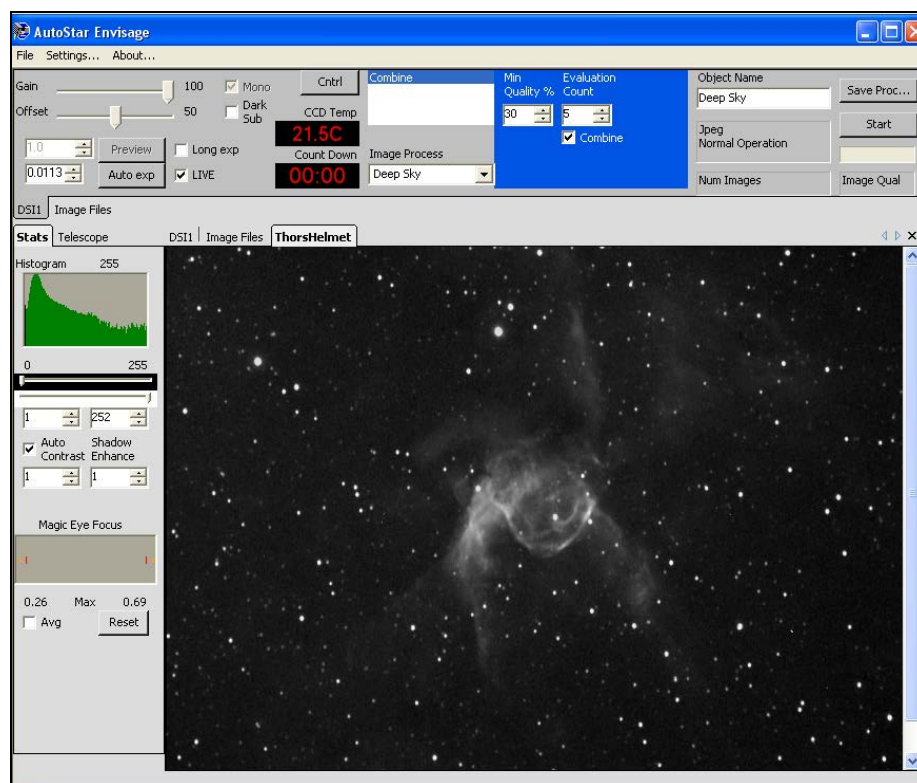 AutoStar Envisage
File Settings... About...
Gain 100 Mono Cntrl
Offset 50 Dark Sub
CCD Temp
21.5C
1.0 Preview Long exp
Count Down
0.0113 Auto exp LIVE 00:00
Combine
Image Process
Deep Sky
Min Quality % Evaluation Count
30 5
Combine
Object Name
Deep Sky
Jpeg
Normal Operation
Num Images
Save Proc...
Start
Image Qual
DSI1 Image Files
Stats Telescope
DSI1 Image Files ThorsHelmet
Histogram 255
0 255
1 252
Auto Contrast Shadow Enhance
1 1
Magic Eye Focus
0.26 Max 0.69
Avg Reset